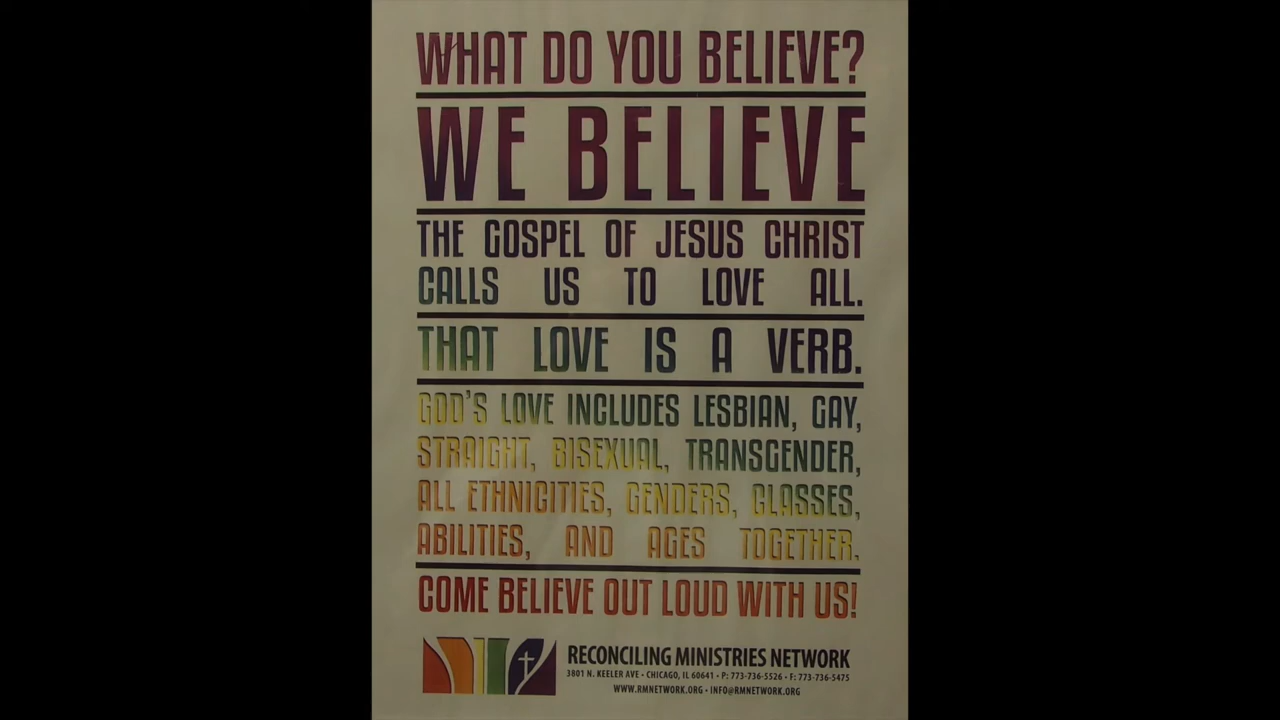 WHAT DO YOU BELIEVE?
WE BELIEVE
THE GOSPEL OF JESUS CHRIST
CALLS US TO LOVE ALL.
THAT LOVE IS A VERB.
GOD'S LOVE INCLUDES LESBIAN, GAY,
STRAIGHT, BISEXUAL, TRANSGENDER,
ALL ETHNICITIES, GENDERS, CLASSES,
ABILITIES, AND AGES TOGETHER.
COME BELIEVE OUT LOUD WITH US!
RECONCILING MINISTRIES NETWORK
3801 N. KEELER AVE • CHICAGO, IL 60641 • P: 773-736-5526 • F: 773-736-5475
WWW.RMNETWORK.ORG • INFO@RMNETWORK.ORG